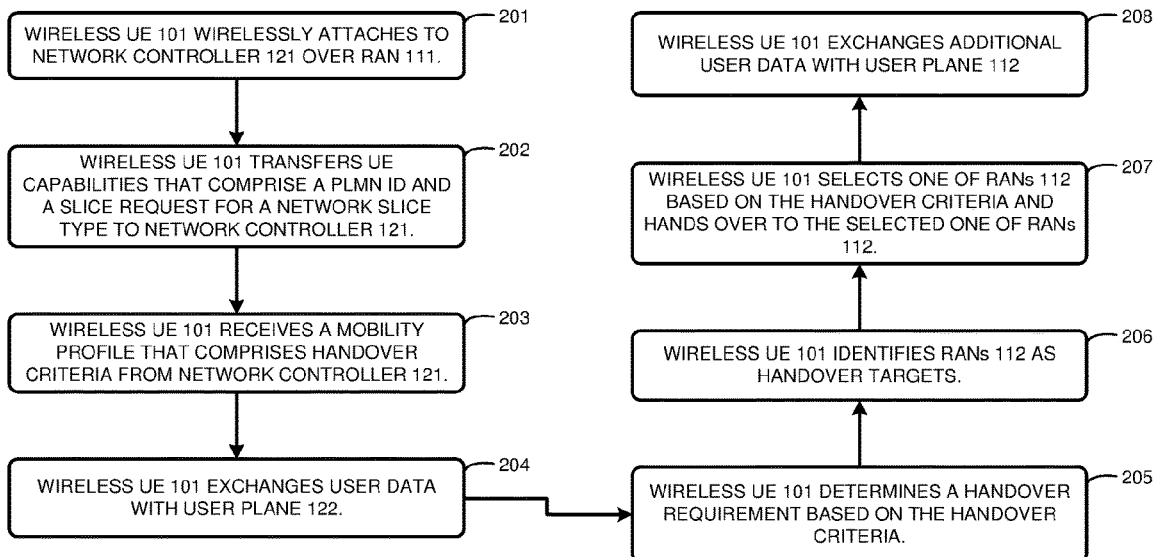 201
WIRELESS UE 101 WIRELESSLY ATTACHES TO
NETWORK CONTROLLER 121 OVER RAN 111.
202
WIRELESS UE 101 TRANSFERS UE
CAPABILITIES THAT COMPRISE A PLMN ID AND
A SLICE REQUEST FOR A NETWORK SLICE
TYPE TO NETWORK CONTROLLER 121.
203
WIRELESS UE 101 RECEIVES A MOBILITY
PROFILE THAT COMPRISES HANDOVER
CRITERIA FROM NETWORK CONTROLLER 121.
204
WIRELESS UE 101 EXCHANGES USER DATA
WITH USER PLANE 122.
205
WIRELESS UE 101 DETERMINES A HANDOVER
REQUIREMENT BASED ON THE HANDOVER
CRITERIA.
206
WIRELESS UE 101 IDENTIFIES RANs 112 AS
HANDOVER TARGETS.
207
WIRELESS UE 101 SELECTS ONE OF RANs 112
BASED ON THE HANDOVER CRITERIA AND
HANDS OVER TO THE SELECTED ONE OF RANs
112.
208
WIRELESS UE 101 EXCHANGES ADDITIONAL
USER DATA WITH USER PLANE 112